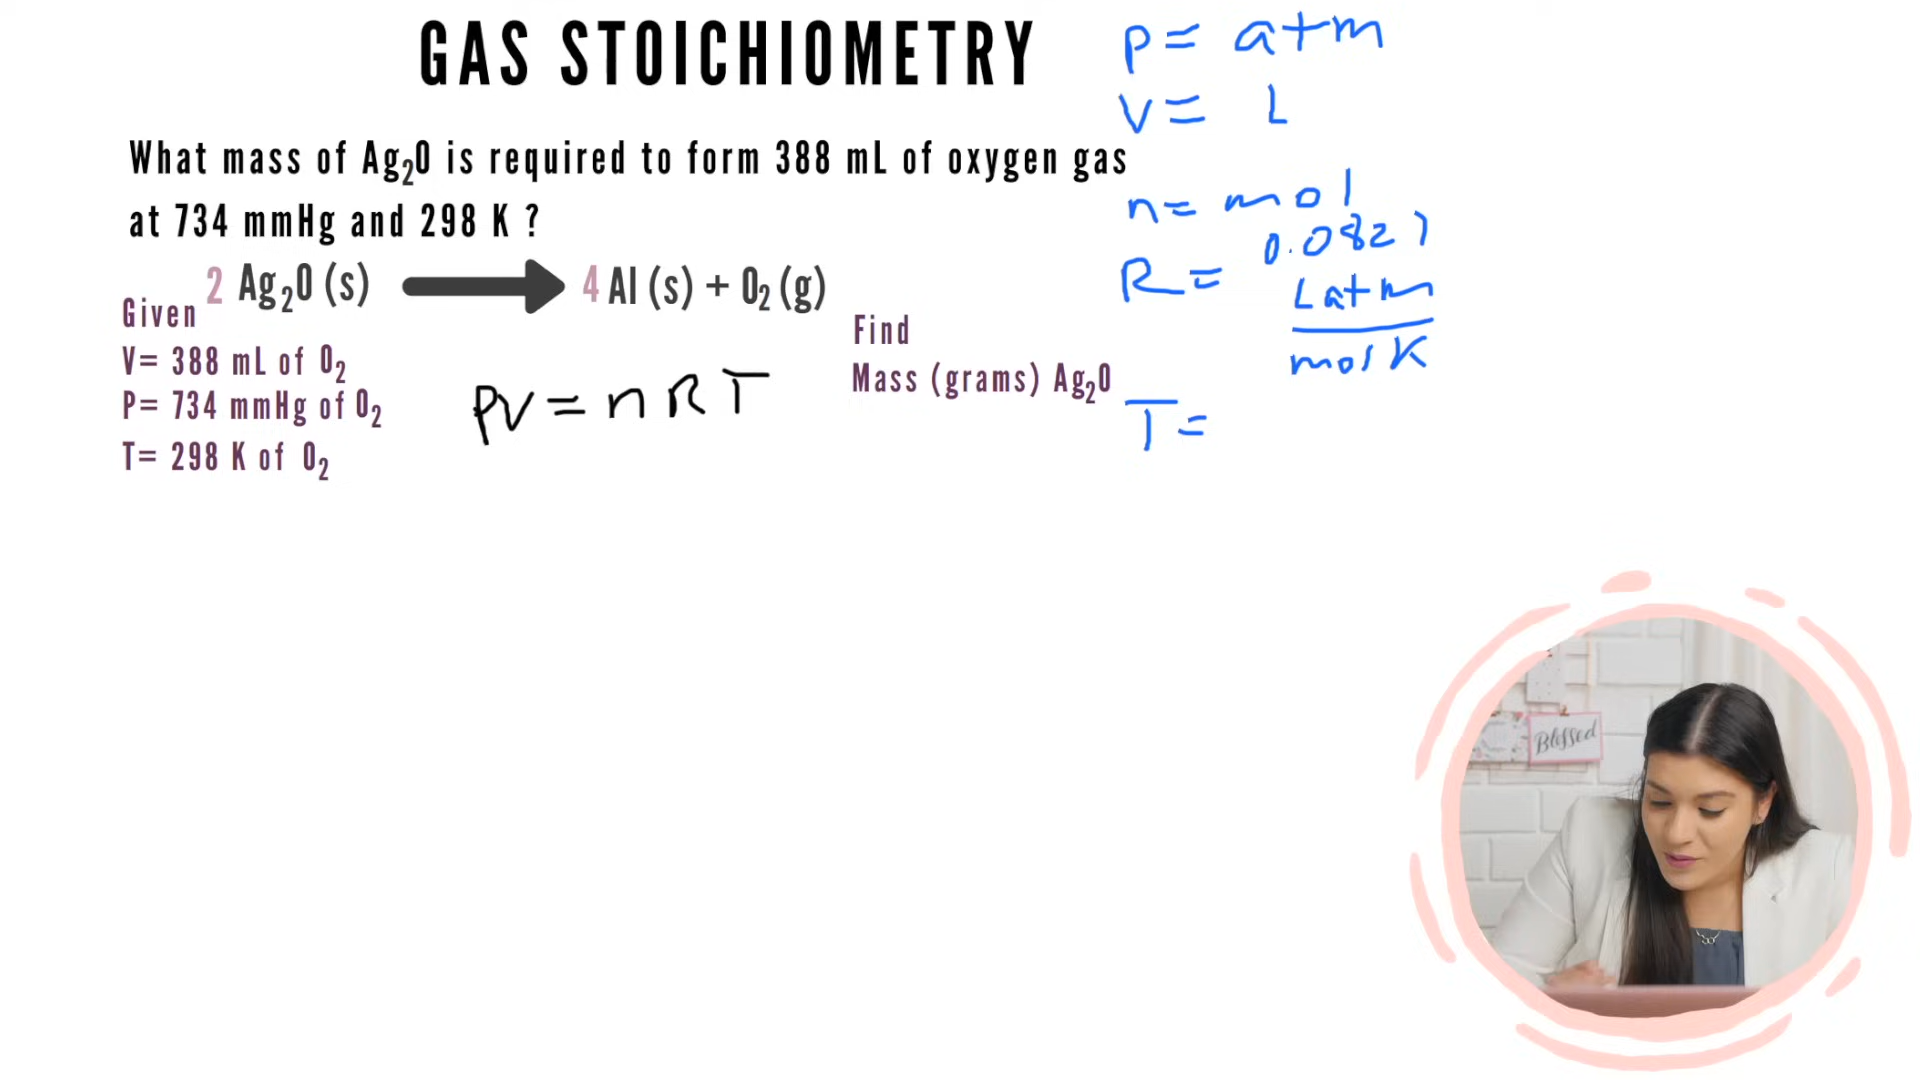 GAS STOICHIOMETRY
What mass of Ag₂O is required to form 388 mL of oxygen gas
at 734 mmHg and 298 K ?
2 Ag₂O (s) → 4 Al (s) + O₂ (g)
Given
V= 388 mL of O₂
P= 734 mmHg of O₂
T= 298 K of O₂
PV = nRT
Find
Mass (grams) Ag₂O
P= atm
V= L
n= mol
R= 0.0821
Latm
molK
T=
Blessed